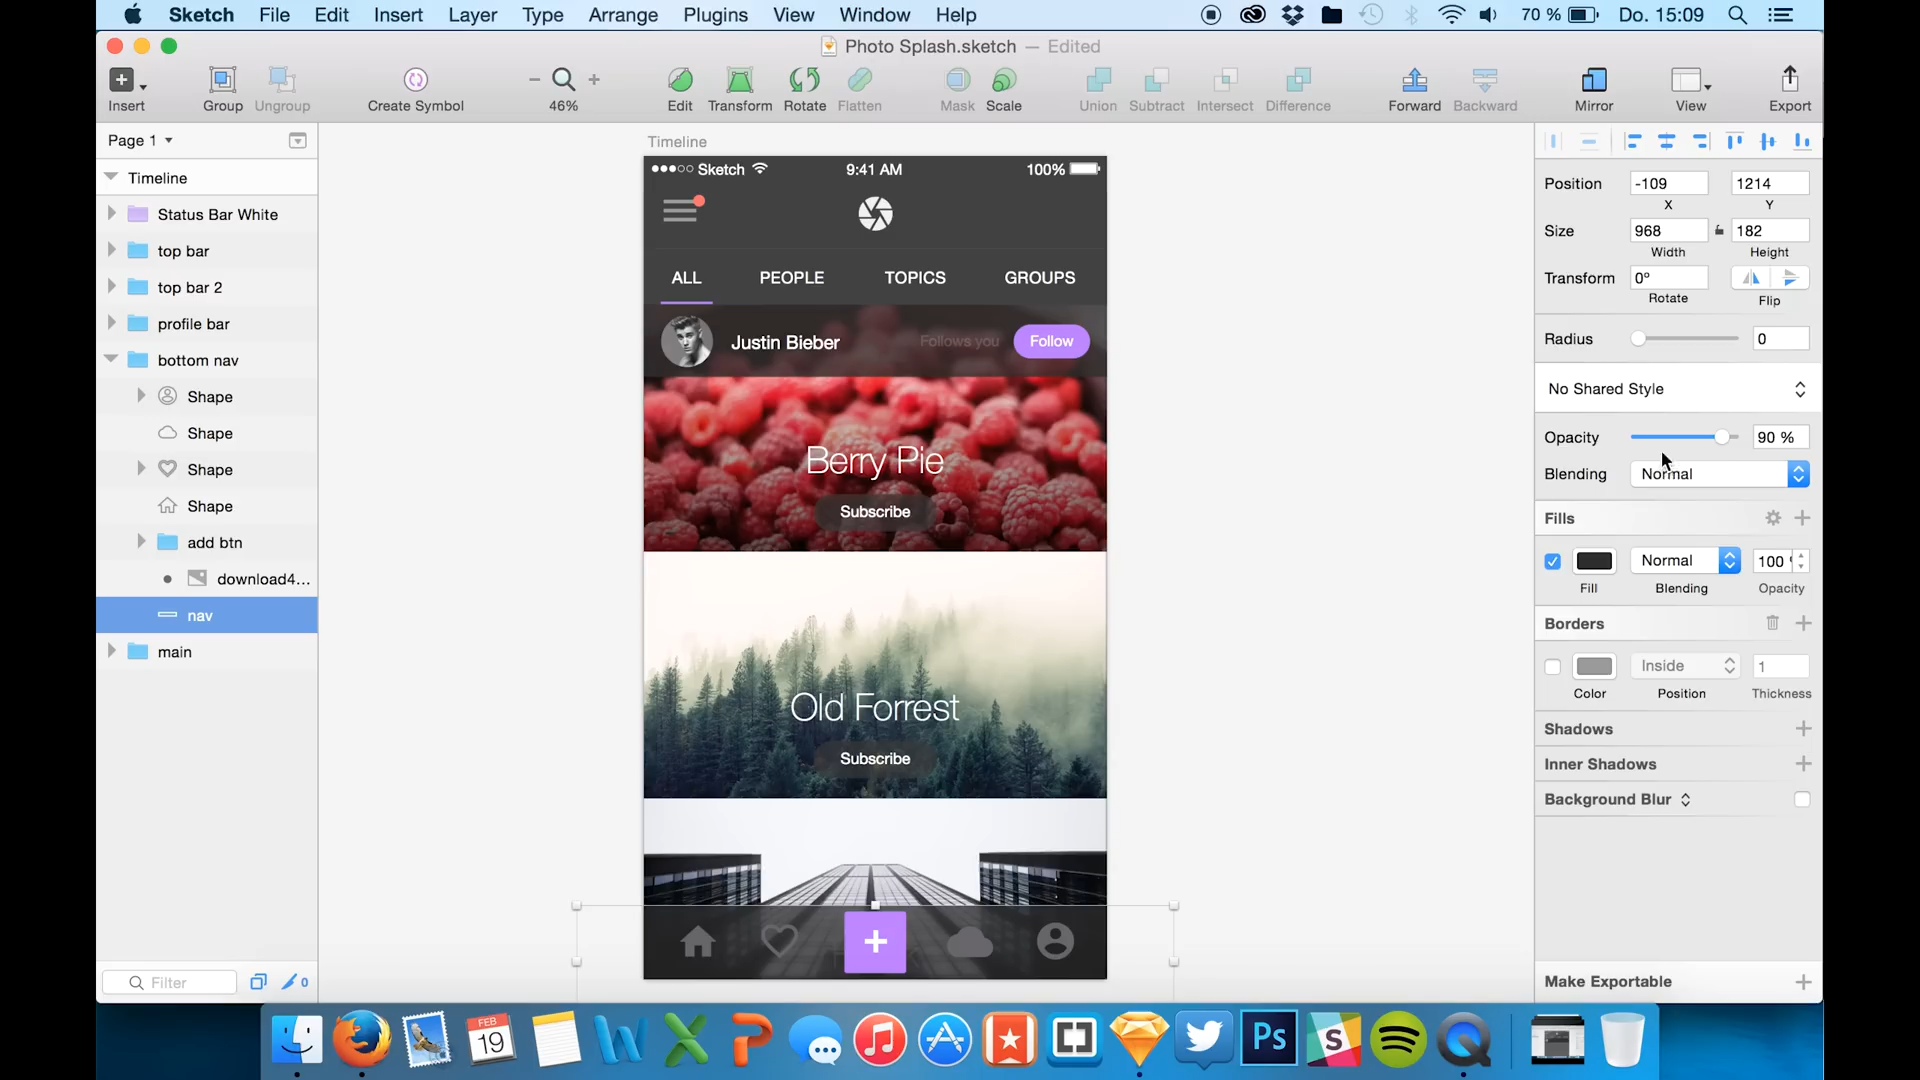 Sketch File Edit Insert Layer Type Arrange Plugins View Window Help 70 % Do. 15:09
Photo Splash.sketch — Edited
Insert Group Ungroup Create Symbol 46% Edit Transform Rotate Flatten Mask Scale Union Subtract Intersect Difference Forward Backward Mirror View Export
Page 1
Timeline
Status Bar White
top bar
top bar 2
profile bar
bottom nav
Shape
Shape
Shape
Shape
add btn
download4...
nav
main
Filter 0
Timeline
Sketch 9:41 AM 100%
ALL PEOPLE TOPICS GROUPS
Justin Bieber Follows you Follow
Berry Pie
Subscribe
Old Forrest
Subscribe
Position -109 1214
X Y
Size 968 182
Width Height
Transform 0º
Rotate Flip
Radius 0
No Shared Style
Opacity 90 %
Blending Normal
Fills
Normal 100
Fill Blending Opacity
Borders
Inside 1
Color Position Thickness
Shadows
Inner Shadows
Background Blur
Make Exportable
FEB
19
W X P Ps S